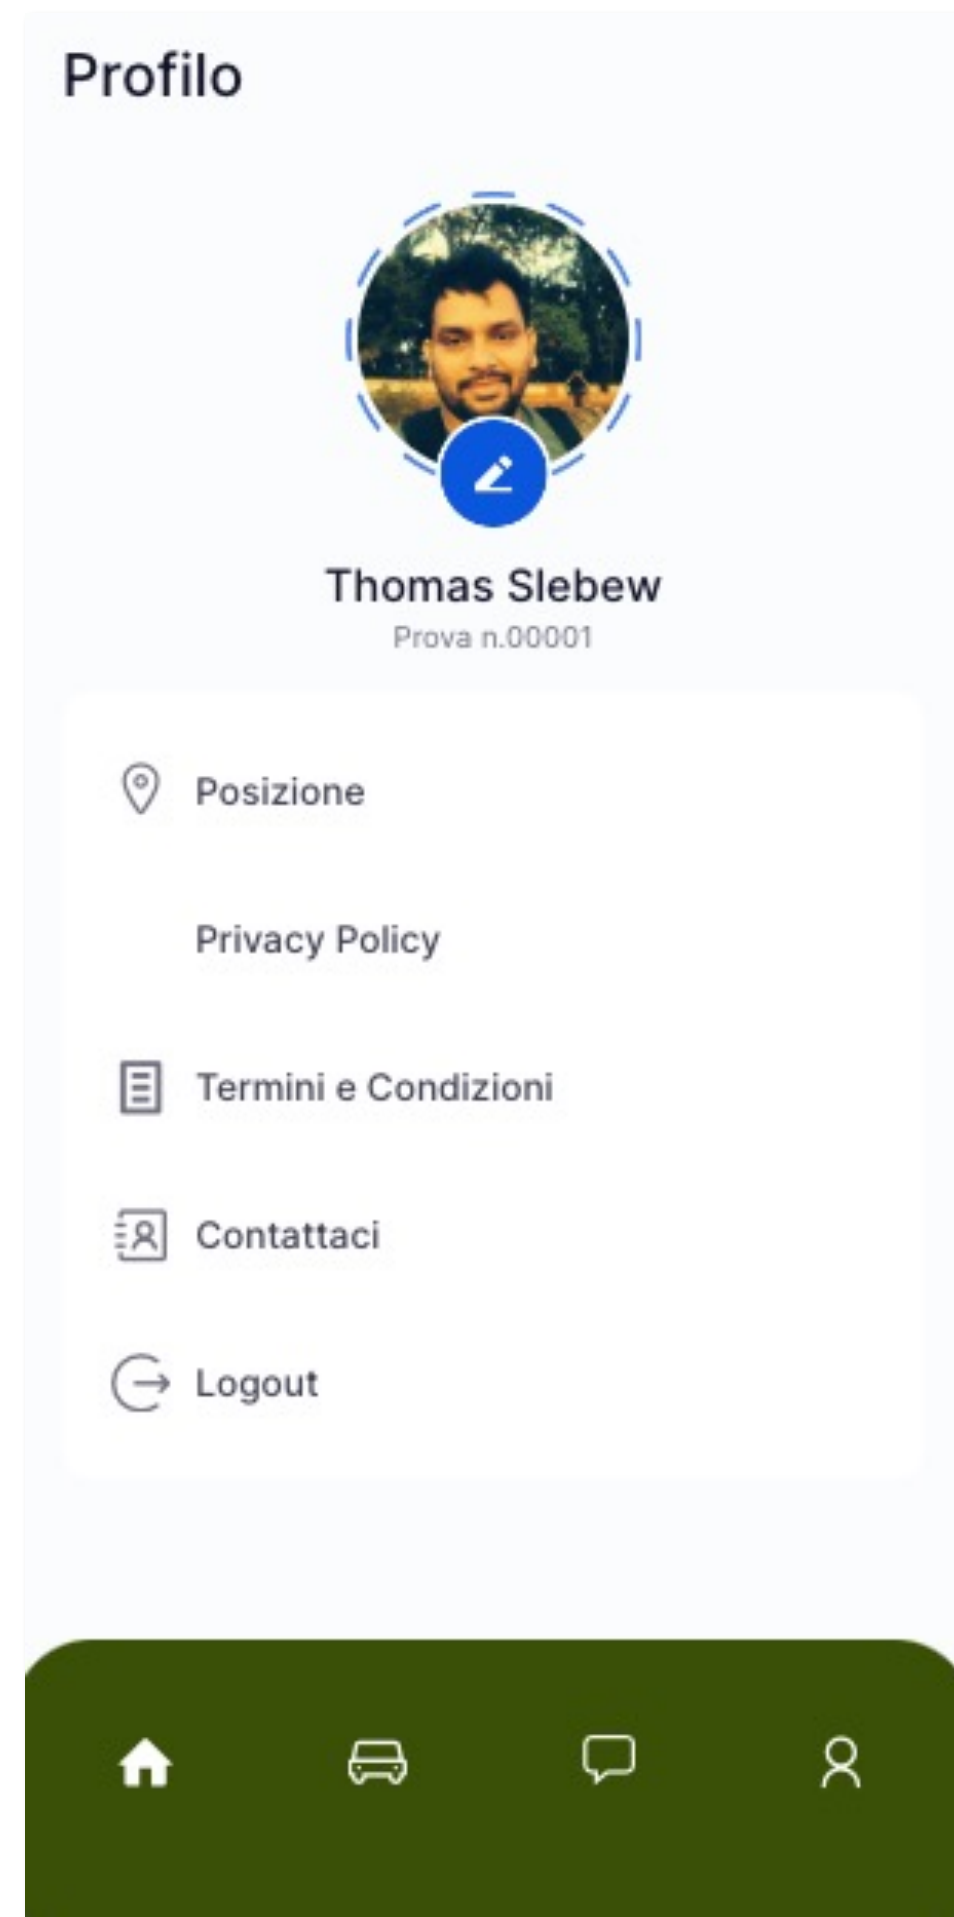 Profilo
Thomas Slebew
Prova n.00001
Posizione
Privacy Policy
Termini e Condizioni
Contattaci
Logout